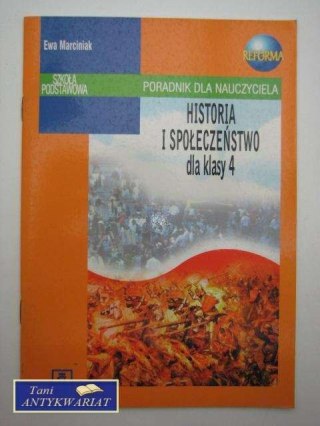 Ewa Marciniak
REFORMA
SZKOŁA
PODSTAWOWA
PORADNIK DLA NAUCZYCIELA
HISTORIA
I SPOŁECZEŃSTWO
dla klasy 4
Tani
ANTYKWARIAT